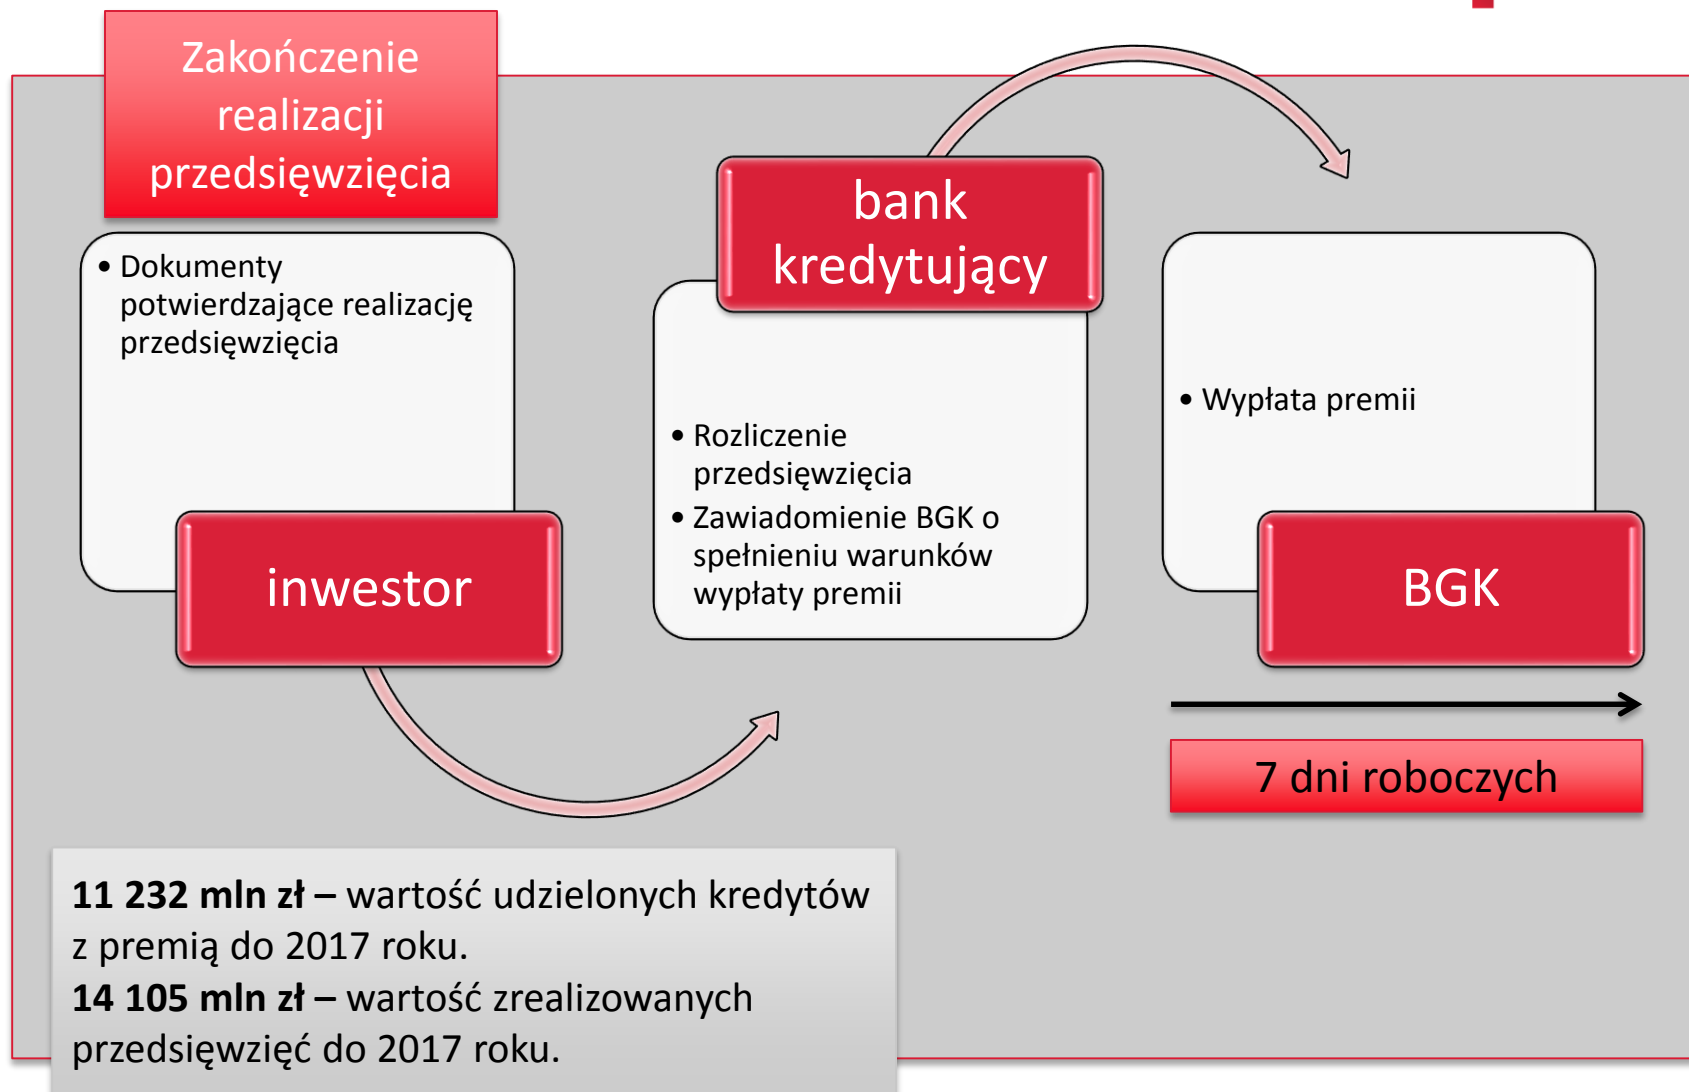 Zakończenie
realizacji
przedsięwzięcia
• Dokumenty
potwierdzające realizację
przedsięwzięcia
inwestor
bank
kredytujący
• Rozliczenie
przedsięwzięcia
• Zawiadomienie BGK o
spełnieniu warunków
wypłaty premii
• Wypłata premii
BGK
7 dni roboczych
11 232 mln zł – wartość udzielonych kredytów
z premią do 2017 roku.
14 105 mln zł – wartość zrealizowanych
przedsięwzięć do 2017 roku.